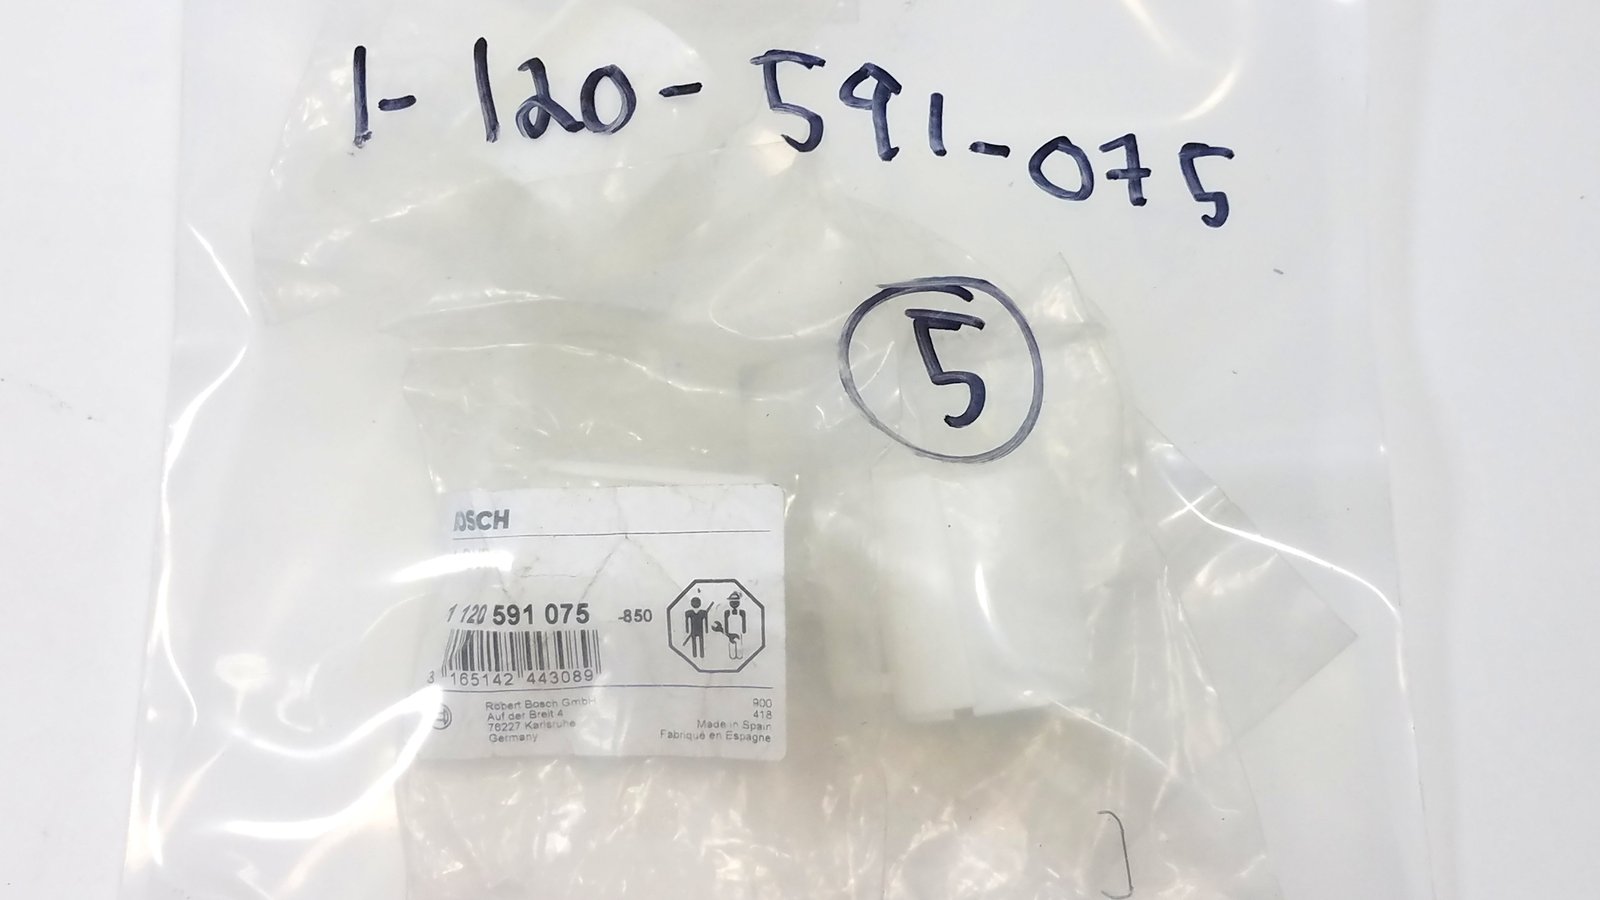 1-120-591-075
5
OSCH
1 120 591 075 -850
3 165142 443089
Robert Bosch GmbH
Auf der Breit 4
76227 Karlsruhe
Germany
900
418
Made in Spain
Fabriqué en Espagne